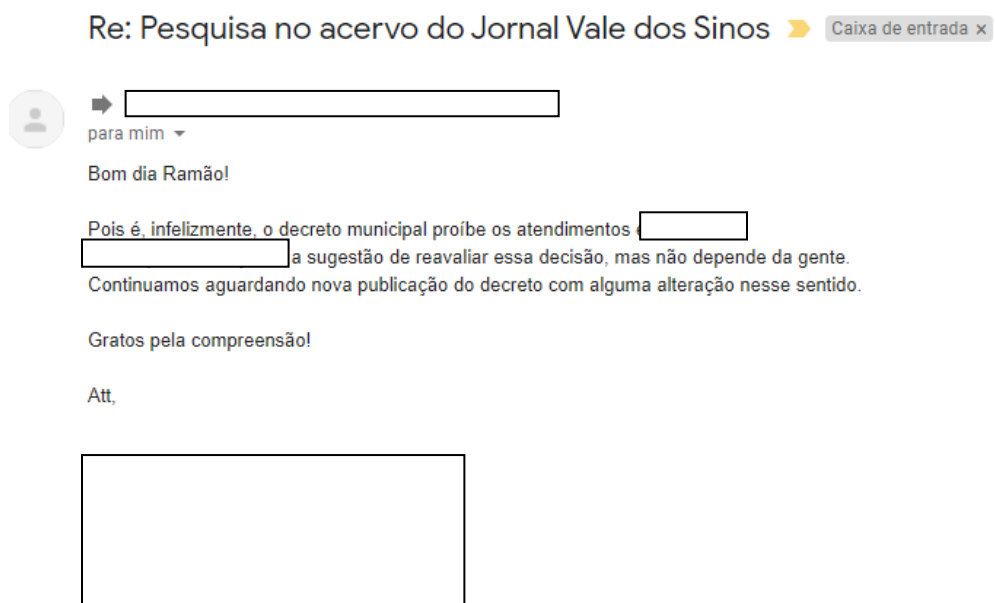 Re: Pesquisa no acervo do Jornal Vale dos Sinos Caixa de entrada x
para mim
Bom dia Ramão!
Pois é, infelizmente, o decreto municipal proíbe os atendimentos
a sugestão de reavaliar essa decisão, mas não depende da gente.
Continuamos aguardando nova publicação do decreto com alguma alteração nesse sentido.
Gratos pela compreensão!
Att,